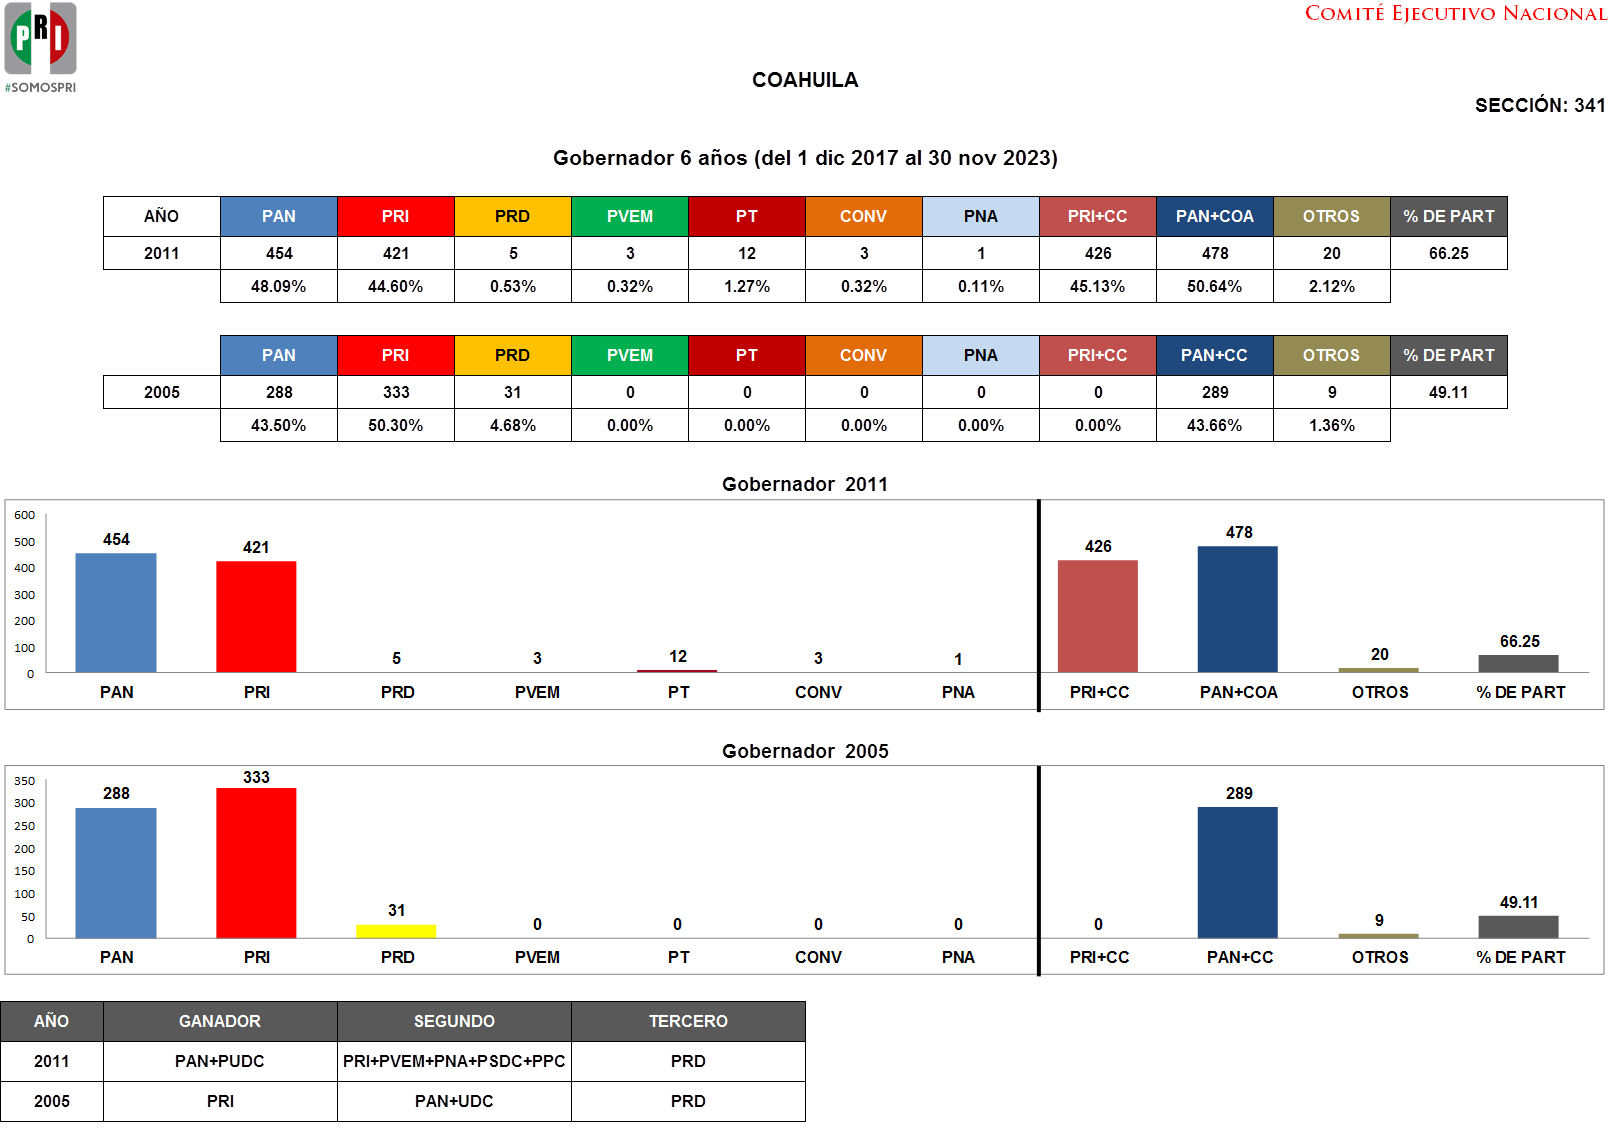 PRI
#SOMOSPRI
COMITÉ EJECUTIVO NACIONAL
COAHUILA
SECCIÓN: 341
Gobernador 6 años (del 1 dic 2017 al 30 nov 2023)
AÑO PAN PRI PRD PVEM PT CONV PNA PRI+CC PAN+COA OTROS % DE PART
2011 454 421 5 3 12 3 1 426 478 20 66.25
48.09% 44.60% 0.53% 0.32% 1.27% 0.32% 0.11% 45.13% 50.64% 2.12%
PAN PRI PRD PVEM PT CONV PNA PRI+CC PAN+CC OTROS % DE PART
2005 288 333 31 0 0 0 0 0 289 9 49.11
43.50% 50.30% 4.68% 0.00% 0.00% 0.00% 0.00% 0.00% 43.66% 1.36%
Gobernador 2011
600
500
400
300
200
100
0
454 421 5 3 12 3 1 426 478 20 66.25
PAN PRI PRD PVEM PT CONV PNA PRI+CC PAN+COA OTROS % DE PART
Gobernador 2005
350
300
250
200
150
100
50
0
288 333 31 0 0 0 0 0 289 9 49.11
PAN PRI PRD PVEM PT CONV PNA PRI+CC PAN+CC OTROS % DE PART
AÑO GANADOR SEGUNDO TERCERO
2011 PAN+PUDC PRI+PVEM+PNA+PSDC+PPC PRD
2005 PRI PAN+UDC PRD